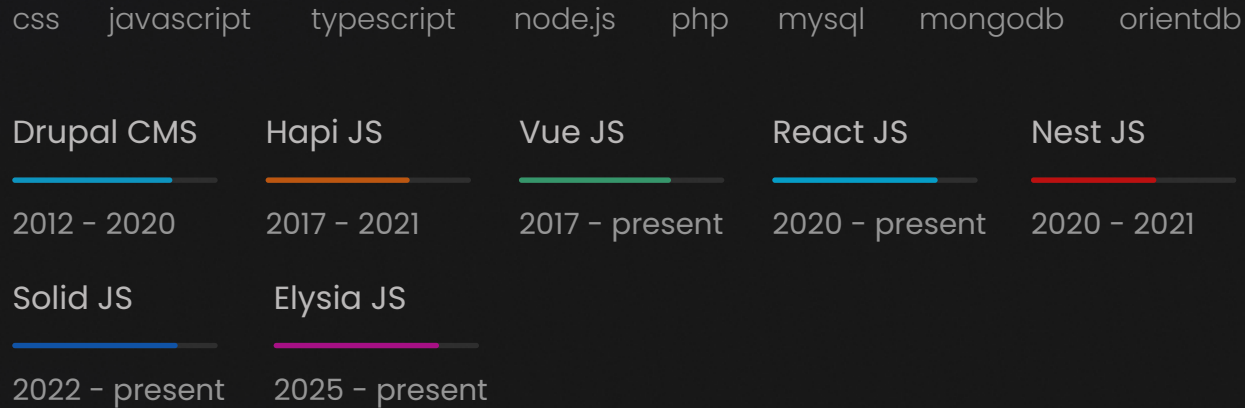 css javascript typescript node.js php mysql mongodb orientdb
Drupal CMS Hapi JS Vue JS React JS Nest JS
2012 - 2020 2017 - 2021 2017 - present 2020 - present 2020 - 2021
Solid JS Elysia JS
2022 - present 2025 - present